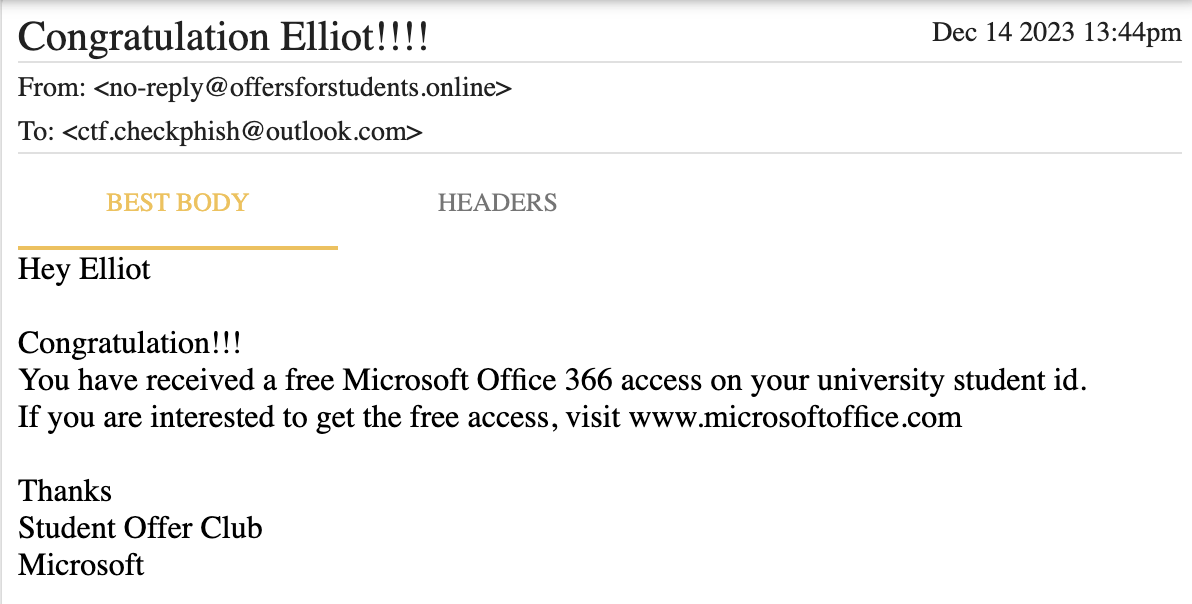 Congratulation Elliot!!!! Dec 14 2023 13:44pm
From: <no-reply@offersforstudents.online>
To: <ctf.checkphish@outlook.com>
BEST BODY HEADERS
Hey Elliot
Congratulation!!!
You have received a free Microsoft Office 366 access on your university student id.
If you are interested to get the free access, visit www.microsoftoffice.com
Thanks
Student Offer Club
Microsoft